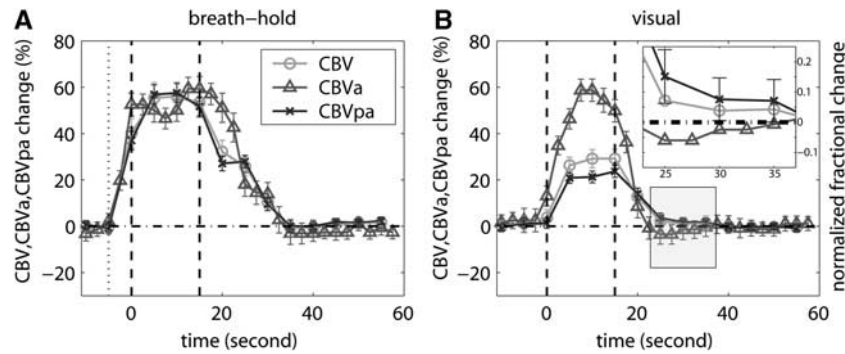 A
breath-hold
CBV,CBVa,CBVpa change (%)
80
60
40
20
0
-20
CBV
CBVa
CBVpa
0 20 40 60
time (second)
B
visual
CBV,CBVa,CBVpa change (%)
80
60
40
20
0
-20
0.2
0.1
0
-0.1
25 30 35
normalized fractional change
0 20 40 60
time (second)